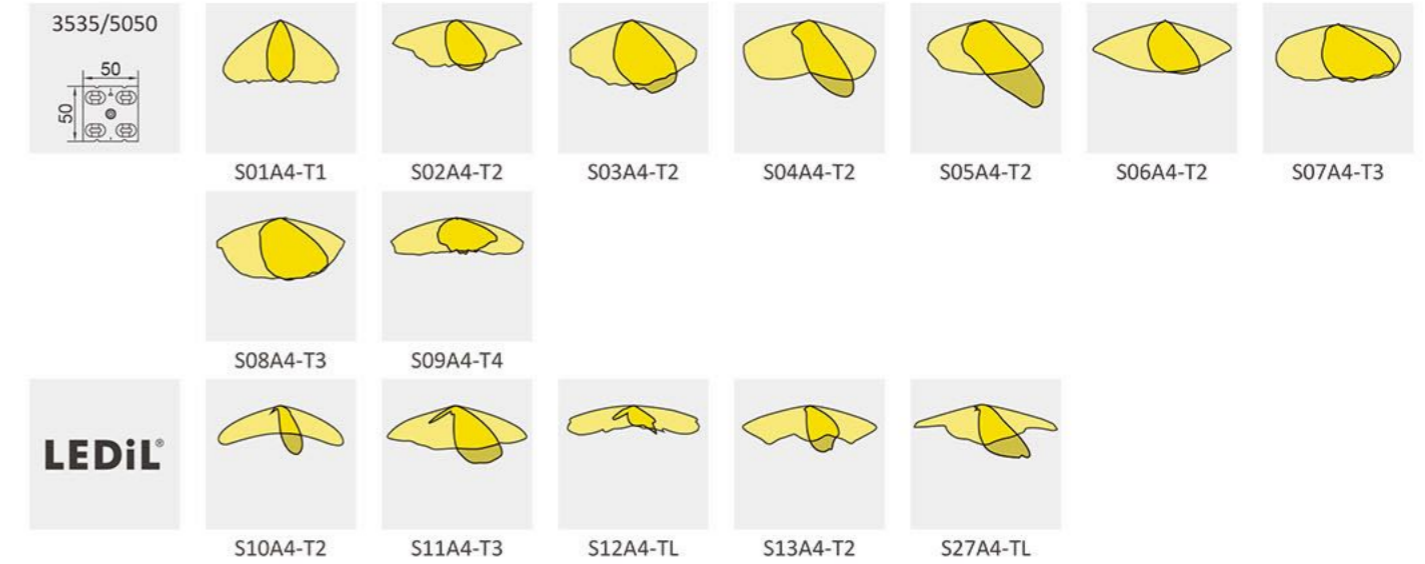 3535/5050
50
50
S01A4-T1
S02A4-T2
S03A4-T2
S04A4-T2
S05A4-T2
S06A4-T2
S07A4-T3
S08A4-T3
S09A4-T4
LEDiL®
S10A4-T2
S11A4-T3
S12A4-TL
S13A4-T2
S27A4-TL